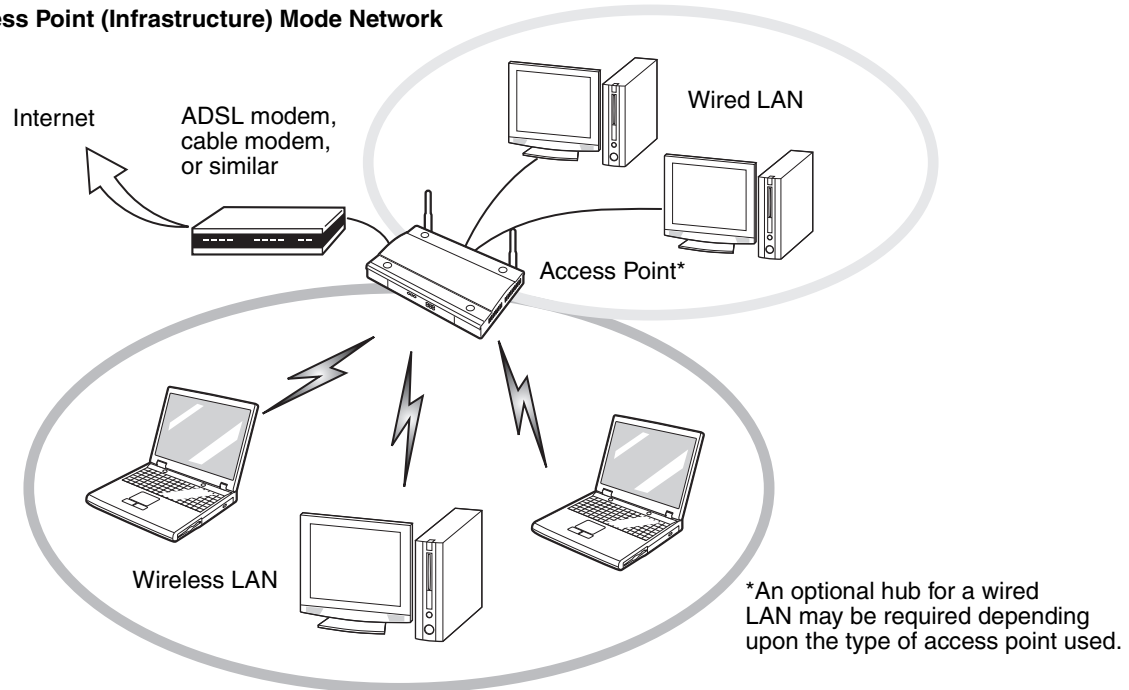 ess Point (Infrastructure) Mode Network
Internet
ADSL modem,
cable modem,
or similar
Wired LAN
Access Point*
Wireless LAN
*An optional hub for a wired
LAN may be required depending
upon the type of access point used.